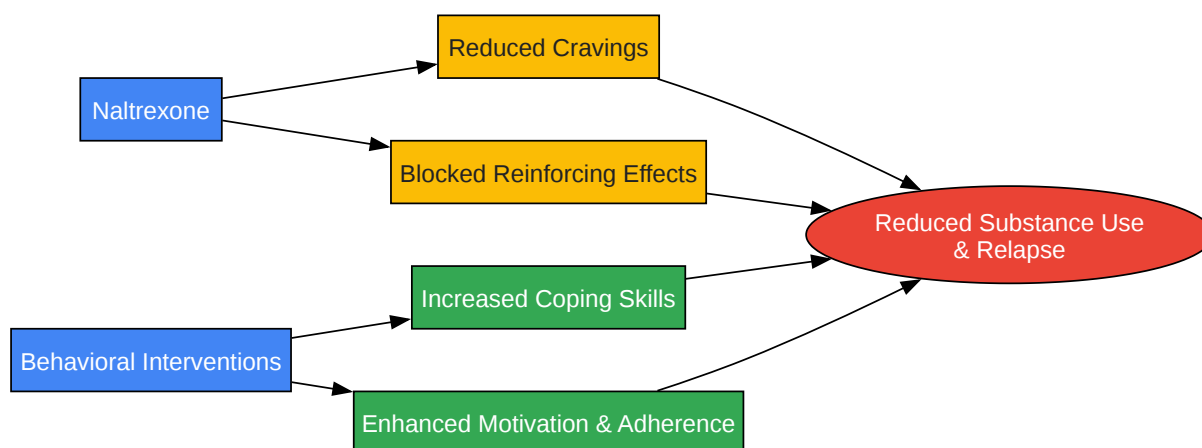 Reduced Cravings
Naltrexone
Blocked Reinforcing Effects
Reduced Substance Use
& Relapse
Increased Coping Skills
Behavioral Interventions
Enhanced Motivation & Adherence